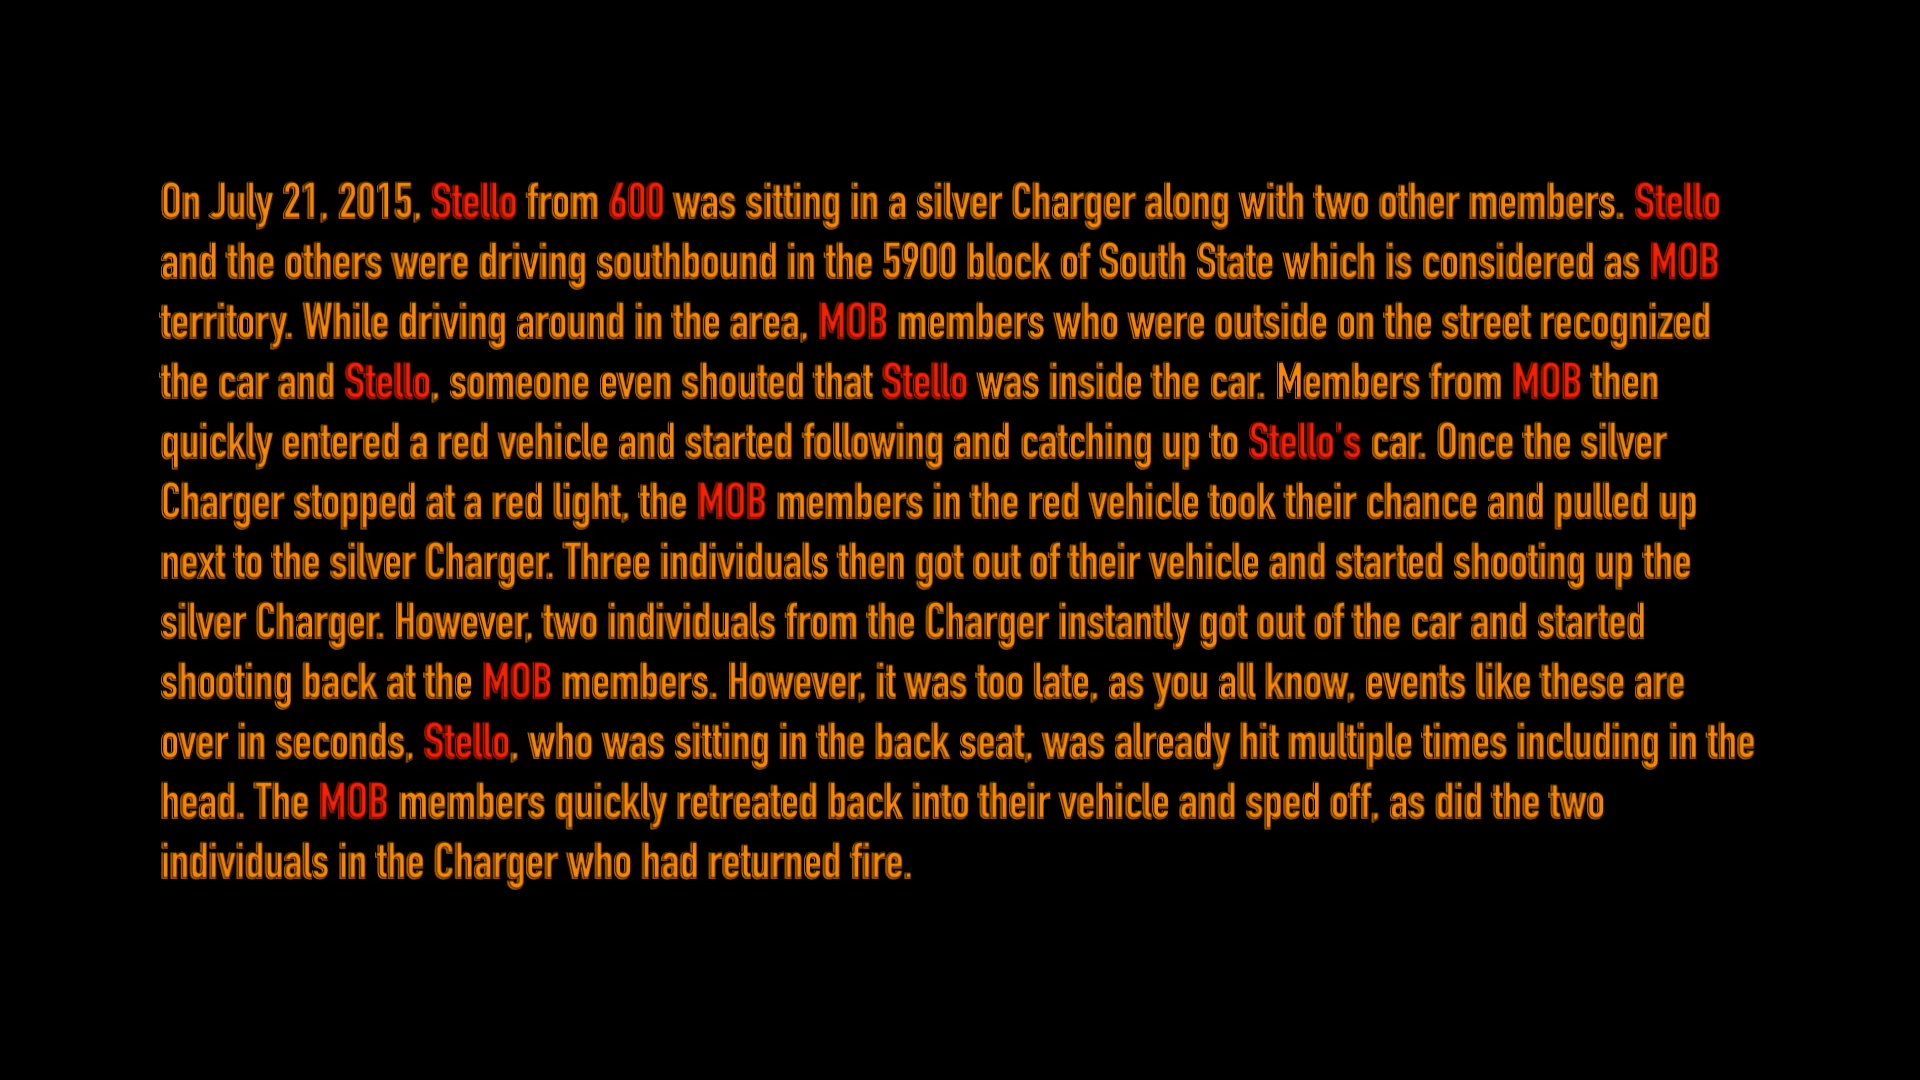 On July 21, 2015, Stello from 600 was sitting in a silver Charger along with two other members. Stello
and the others were driving southbound in the 5900 block of South State which is considered as MOB
territory. While driving around in the area, MOB members who were outside on the street recognized
the car and Stello, someone even shouted that Stello was inside the car. Members from MOB then
quickly entered a red vehicle and started following and catching up to Stello's car. Once the silver
Charger stopped at a red light, the MOB members in the red vehicle took their chance and pulled up
next to the silver Charger. Three individuals then got out of their vehicle and started shooting up the
silver Charger. However, two individuals from the Charger instantly got out of the car and started
shooting back at the MOB members. However, it was too late, as you all know, events like these are
over in seconds, Stello, who was sitting in the back seat, was already hit multiple times including in the
head. The MOB members quickly retreated back into their vehicle and sped off, as did the two
individuals in the Charger who had returned fire.